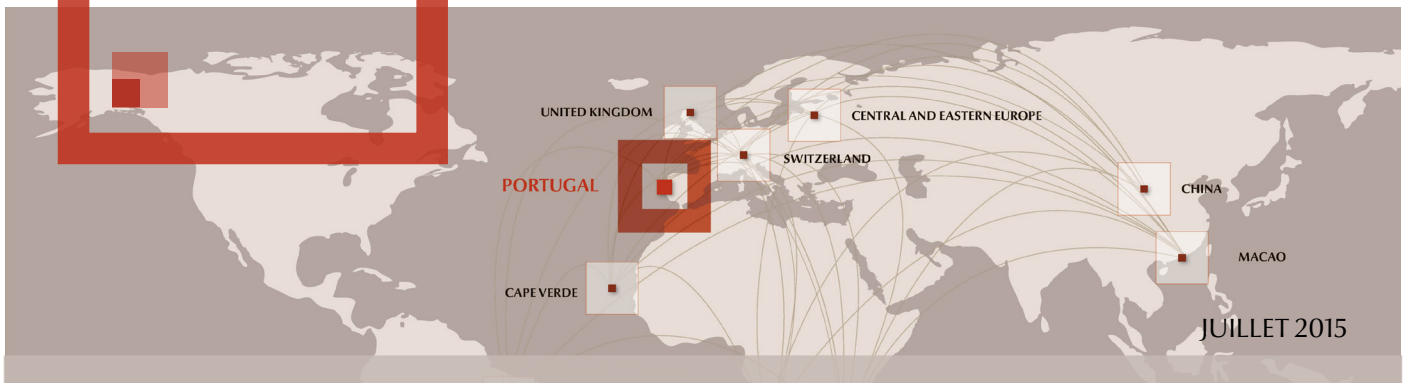 UNITED KINGDOM
CENTRAL AND EASTERN EUROPE
SWITZERLAND
PORTUGAL
CHINA
MACAO
CAPE VERDE
JUILLET 2015